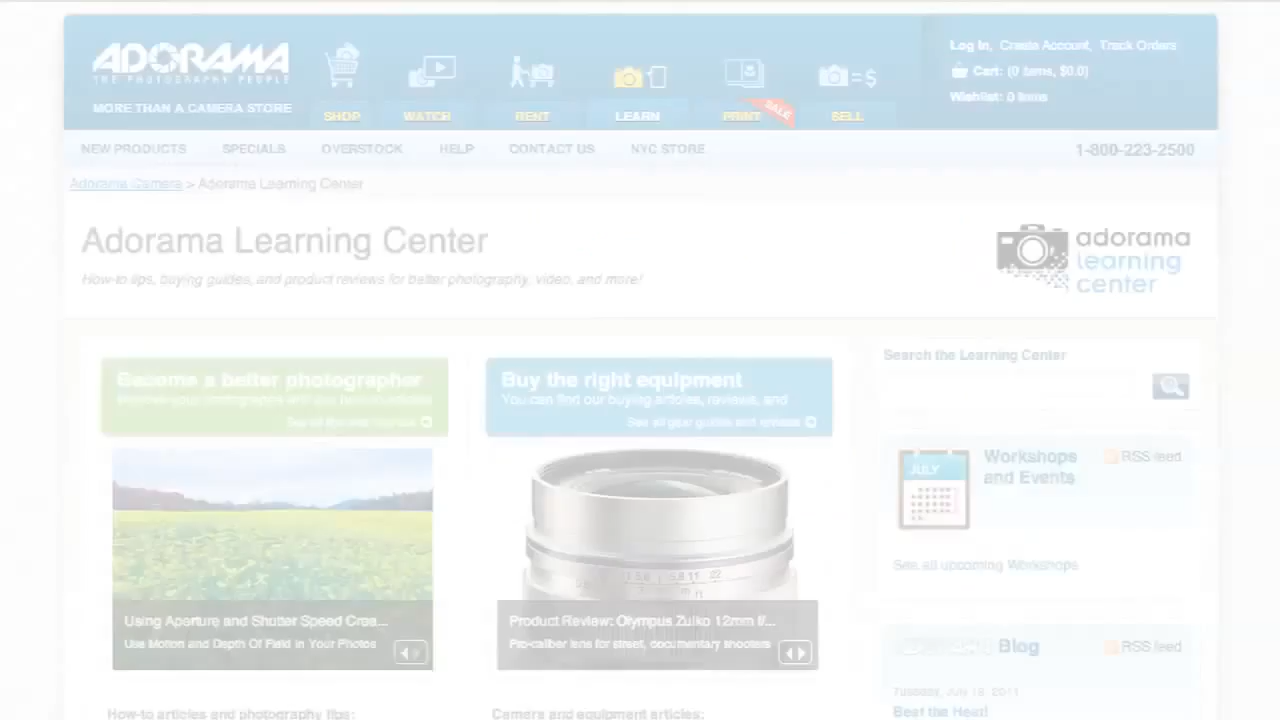 ADORAMA
THE PHOTOGRAPHY PEOPLE
MORE THAN A CAMERA STORE
SHOP
WATCH
RENT
LEARN
PRINT
SALE
SELL
Log In, Create Account, Track Orders
Cart: (0 items, $0.0)
Wishlist: 0 Items
NEW PRODUCTS
SPECIALS
OVERSTOCK
HELP
CONTACT US
NYC STORE
1-800-223-2500
Adorama Camera > Adorama Learning Center
Adorama Learning Center
How-to tips, buying guides, and product reviews for better photography, video, and more!
adorama
learning
center
Become a better photographer
See all
Using Aperture and Shutter Speed Crea...
Use Motion and Depth Of Field in Your Photos
How-to articles and photography tips:
Buy the right equipment
You can find our buying articles, reviews, and
See all gear guides and reviews
Product Review: Olympus Zuiko 12mm f/...
Pro-caliber lens for street, documentary shooters
Camera and equipment articles:
Search the Learning Center
JULY
Workshops
and Events
RSS feed
See all upcoming Workshops
Blog
RSS feed
Tuesday, July 19, 2011
Beat the Heat!